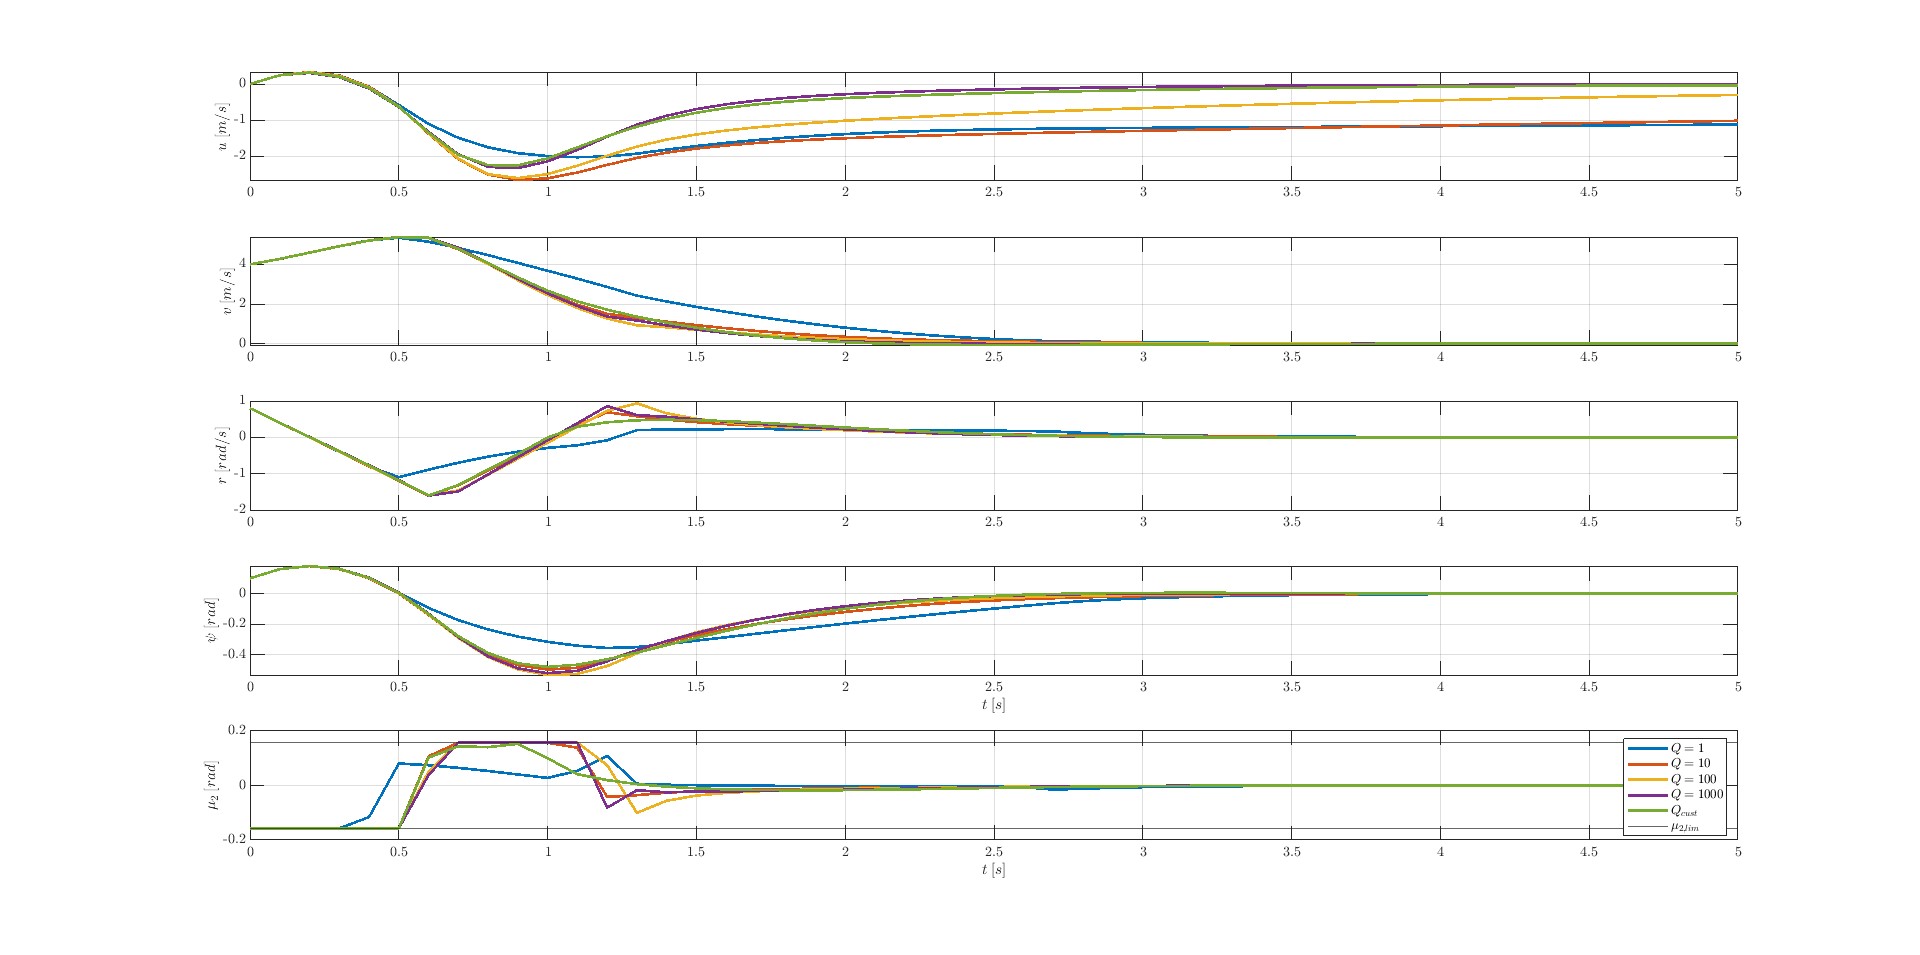 u [m/s]
0
-1
-2
0 0.5 1 1.5 2 2.5 3 3.5 4 4.5 5
v [m/s]
4
2
0
0 0.5 1 1.5 2 2.5 3 3.5 4 4.5 5
r [rad/s]
1
0
-1
-2
0 0.5 1 1.5 2 2.5 3 3.5 4 4.5 5
ψ [rad]
0
-0.2
-0.4
0 0.5 1 1.5 2 2.5 3 3.5 4 4.5 5
t [s]
μ₂ [rad]
0.2
0
-0.2
0 0.5 1 1.5 2 2.5 3 3.5 4 4.5 5
t [s]
Q = 1
Q = 10
Q = 100
Q = 1000
Q_cust
μ_2,lim